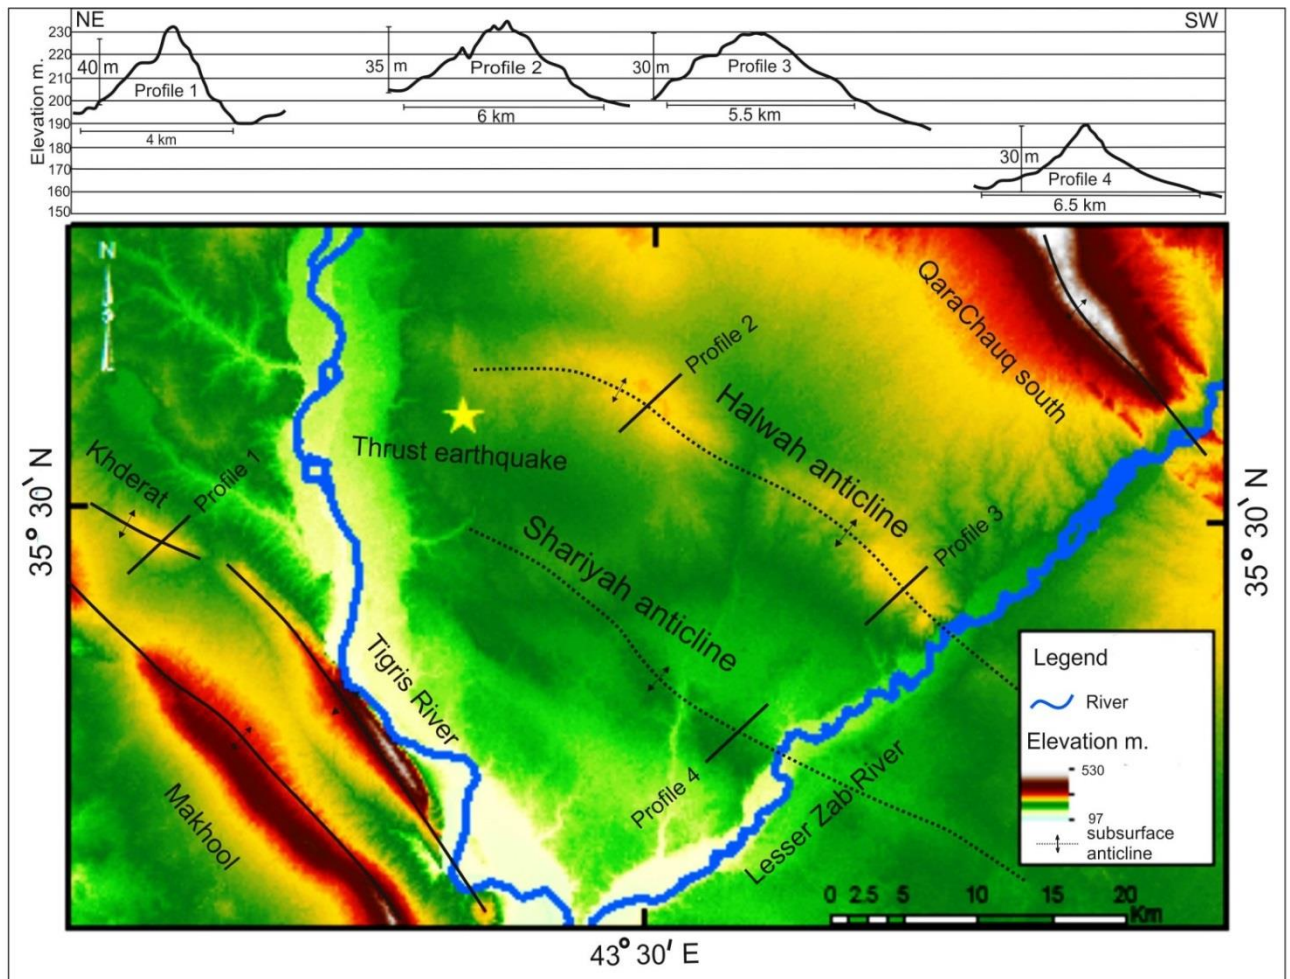 NE
SW
Elevation m.
230
220
210
200
190
180
170
160
150
40 m
Profile 1
4 km
35 m
Profile 2
6 km
30 m
Profile 3
5.5 km
30 m
Profile 4
6.5 km
N
QaraChauq south
Profile 2
Halwah anticline
Thrust earthquake
Khderat
Profile 1
35° 30‵ N
35° 30‵ N
Shariyah anticline
Profile 3
Tigris River
Profile 4
Lesser Zab River
Makhool
Legend
River
Elevation m.
530
97
subsurface
anticline
0 2.5 5 10 15 20
Km
43° 30′ E